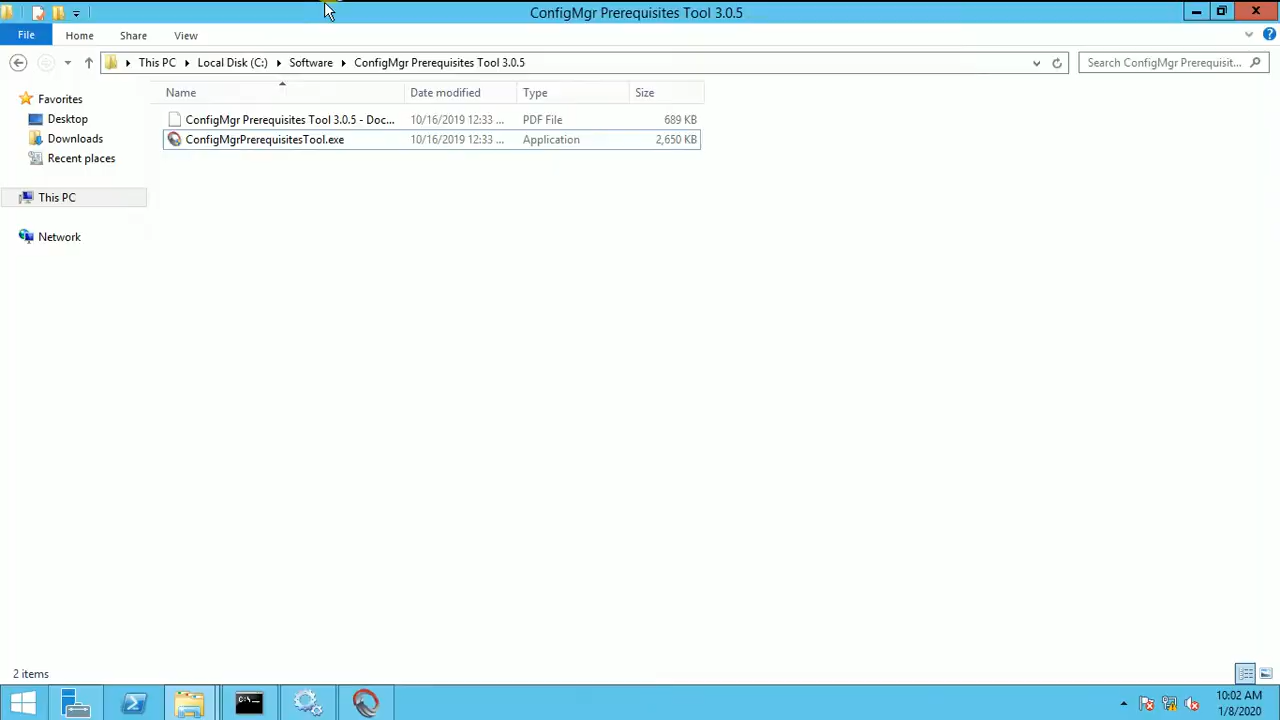 ConfigMgr Prerequisites Tool 3.0.5
File Home Share View
This PC Local Disk (C:) Software ConfigMgr Prerequisites Tool 3.0.5 Search ConfigMgr Prerequisit...
Name Date modified Type Size
Favorites
Desktop
Downloads
Recent places
This PC
Network
ConfigMgr Prerequisites Tool 3.0.5 - Doc... 10/16/2019 12:33 ... PDF File 689 KB
ConfigMgrPrerequisitesTool.exe 10/16/2019 12:33 ... Application 2,650 KB
2 items
10:02 AM
1/8/2020